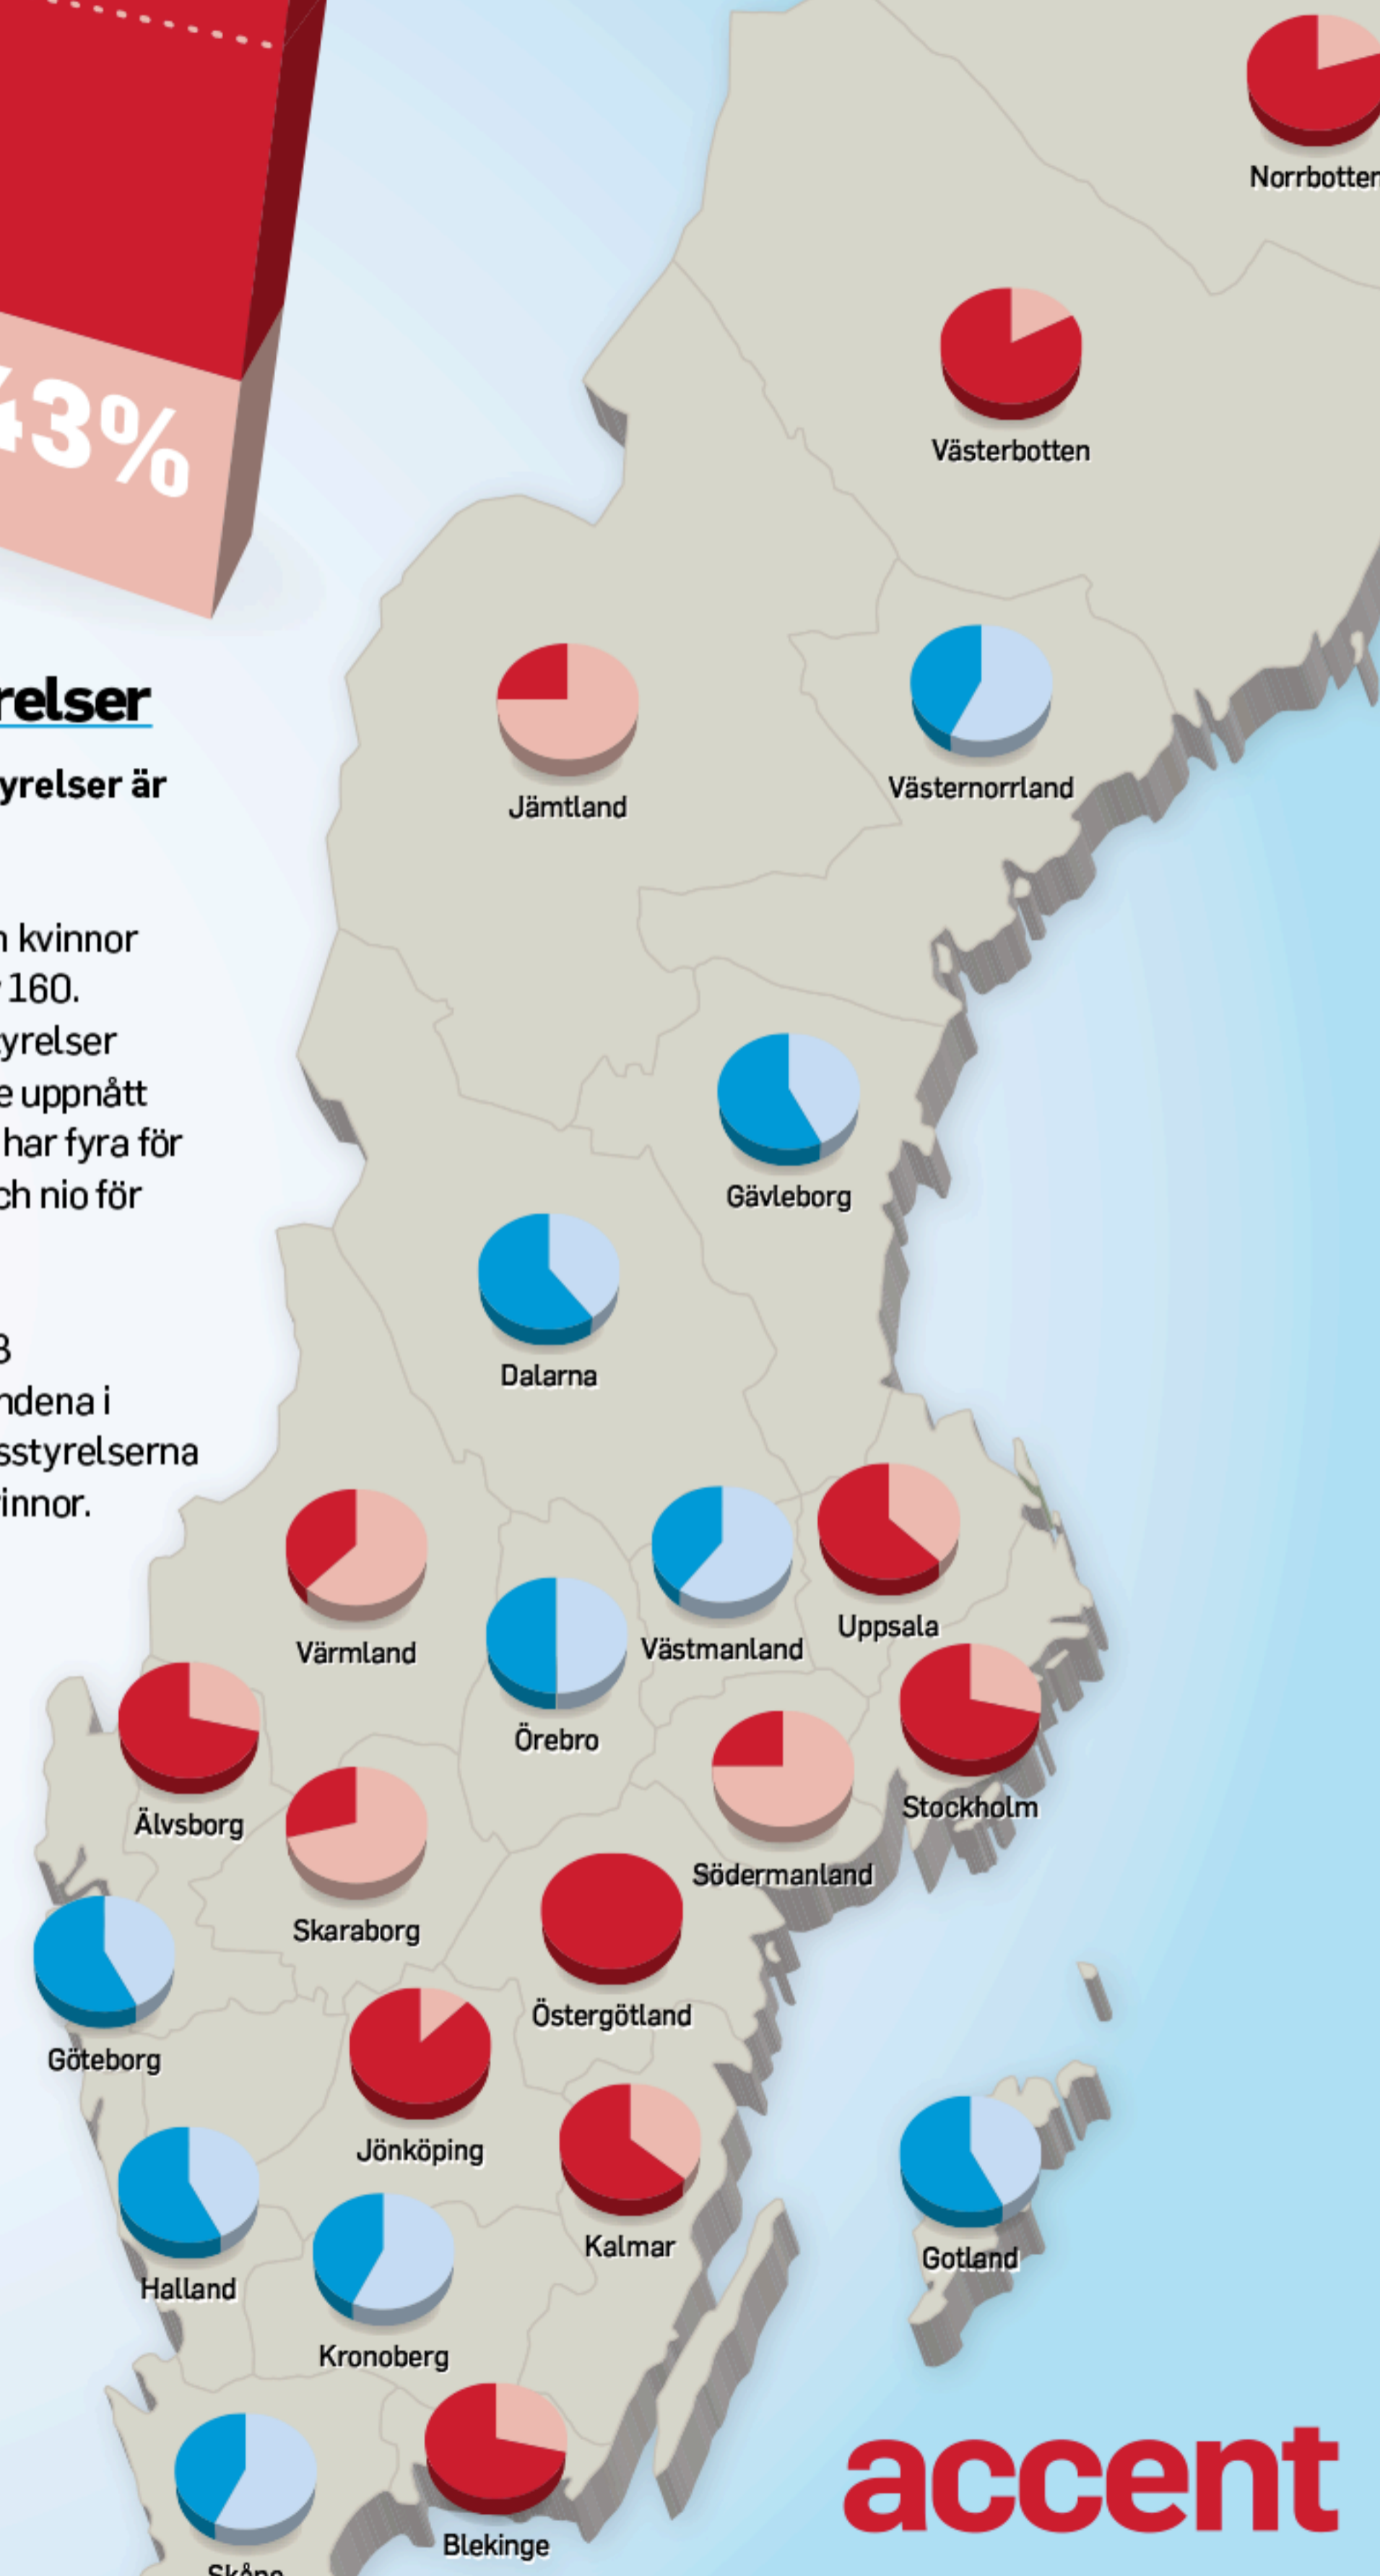 43%
relser
yrelser är
n kvinnor
160.
tyrelser
e uppnått
har fyra för
ch nio för
3
ndena i
sstyrelserna
innor.
Norrbotten
Västerbotten
Jämtland
Västernorrland
Gävleborg
Dalarna
Värmland
Västmanland
Uppsala
Örebro
Älvsborg
Stockholm
Södermanland
Skaraborg
Östergötland
Göteborg
Jönköping
Kalmar
Gotland
Halland
Kronoberg
Blekinge
Skåne
accent